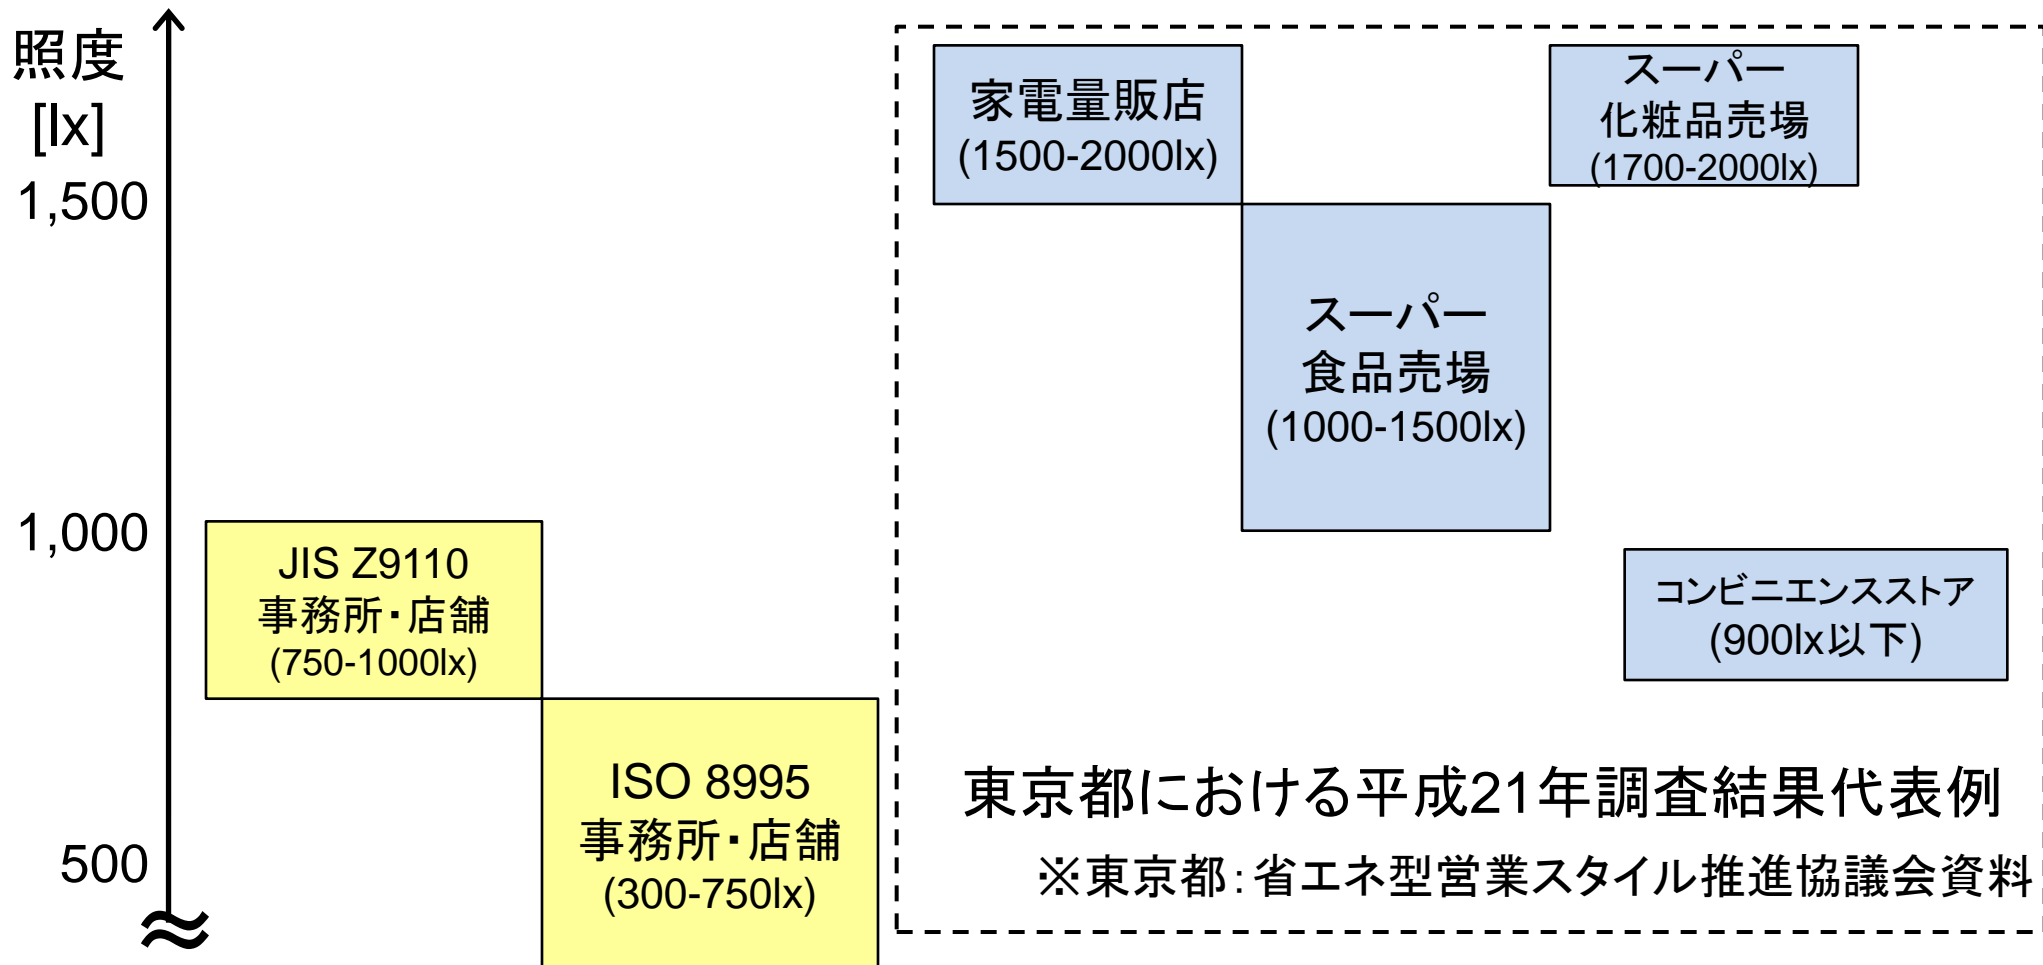 照度
[lx]
1,500
1,000
500
JIS Z9110
事務所・店舗
(750-1000lx)
ISO 8995
事務所・店舗
(300-750lx)
家電量販店
(1500-2000lx)
スーパー
食品売場
(1000-1500lx)
スーパー
化粧品売場
(1700-2000lx)
コンビニエンスストア
(900lx以下)
東京都における平成21年調査結果代表例
※東京都：省エネ型営業スタイル推進協議会資料